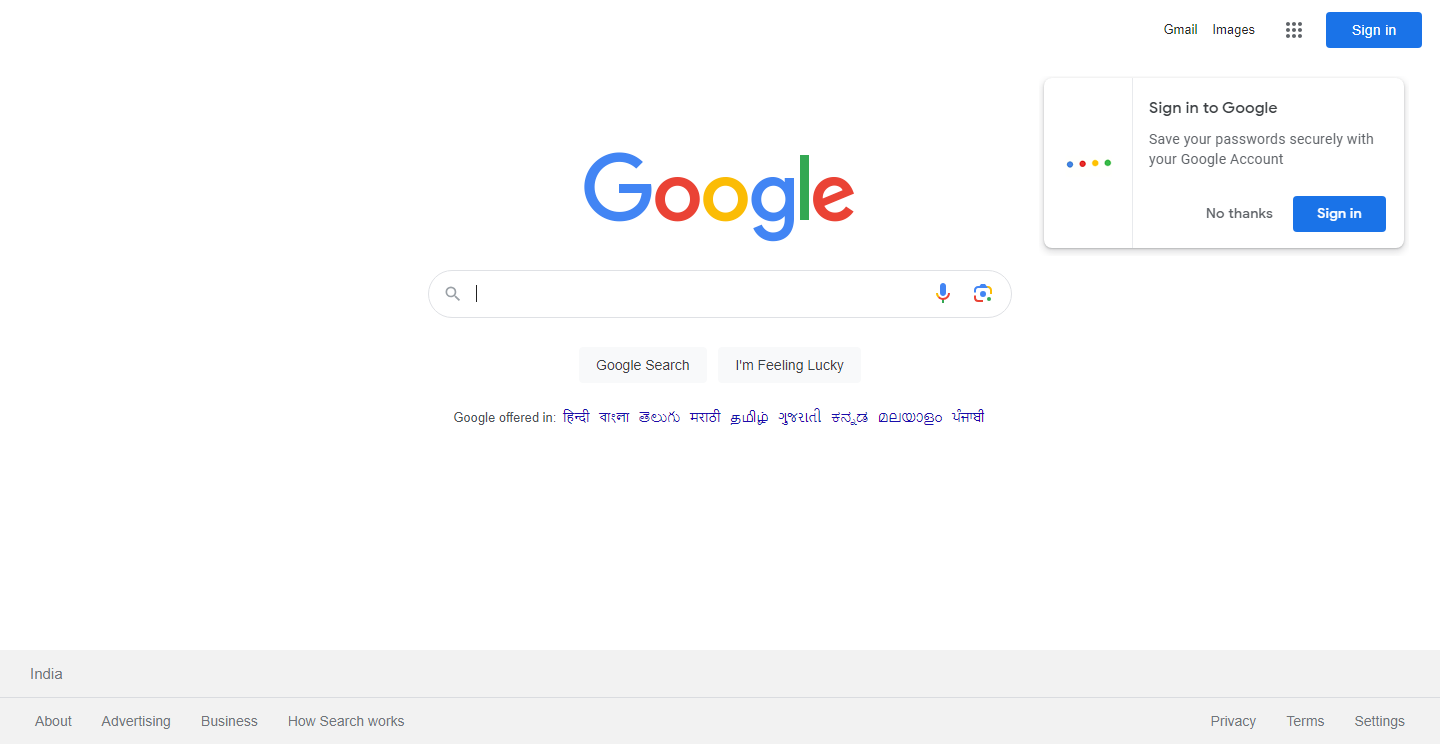 Gmail Images Sign in
Sign in to Google
Save your passwords securely with
your Google Account
No thanks Sign in
Google
Google Search I'm Feeling Lucky
Google offered in: हिन्दी বাংলা తెలుగు मराठी தமிழ் ગુજરાતી ಕನ್ನಡ മലയാളം ਪੰਜਾਬੀ
India
About Advertising Business How Search works Privacy Terms Settings